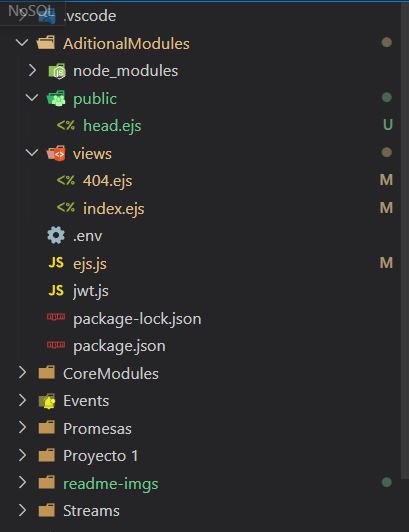 NoSQL
.vscode
AditionalModules
node_modules
public
head.ejs U
views
404.ejs M
index.ejs M
.env
JS ejs.js M
JS jwt.js
package-lock.json
package.json
CoreModules
Events
Promesas
Proyecto 1
readme-imgs
Streams